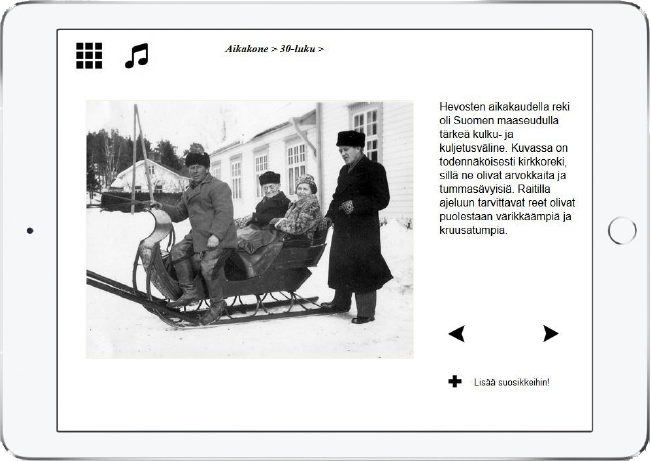 Aikakone > 30-luku >
Hevosten aikakaudella reki
oli Suomen maaseudulla
tärkeä kulku- ja
kuljetusväline. Kuvassa on
todennäköisesti kirkkoreki,
sillä ne olivat arvokkaita ja
tummasävyisiä. Raitilla
ajeluun tarvittavat reet olivat
puolestaan värikkäämpiä ja
kruusatumpia.
Lisää suosikkeihin!